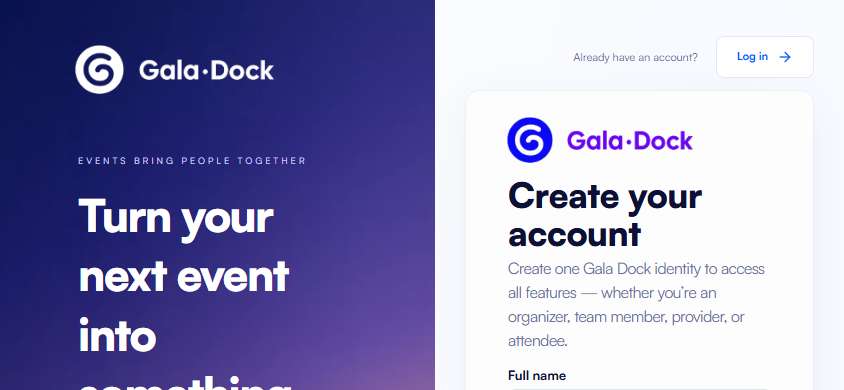 Gala·Dock
EVENTS BRING PEOPLE TOGETHER
Turn your
next event
into
something
Already have an account?
Log in
Gala·Dock
Create your
account
Create one Gala Dock identity to access
all features — whether you're an
organizer, team member, provider, or
attendee.
Full name